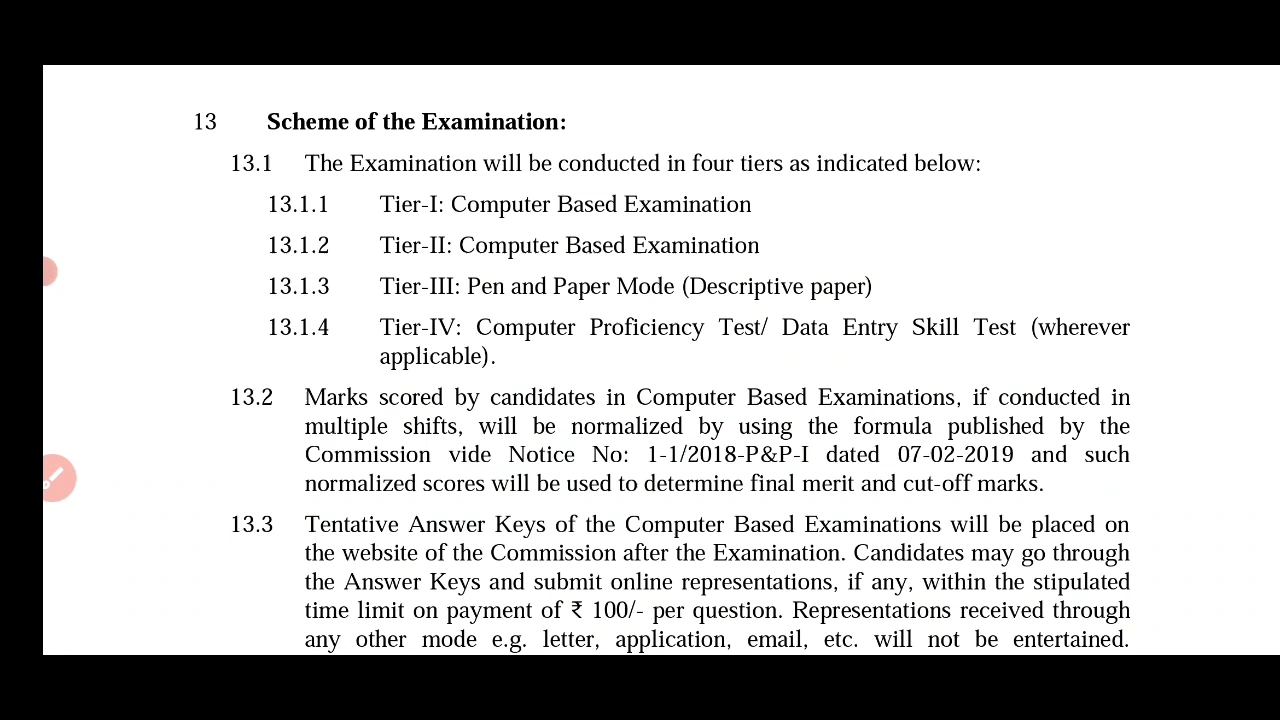 13 Scheme of the Examination:
13.1 The Examination will be conducted in four tiers as indicated below:
13.1.1 Tier-I: Computer Based Examination
13.1.2 Tier-II: Computer Based Examination
13.1.3 Tier-III: Pen and Paper Mode (Descriptive paper)
13.1.4 Tier-IV: Computer Proficiency Test/ Data Entry Skill Test (wherever
applicable).
13.2 Marks scored by candidates in Computer Based Examinations, if conducted in
multiple shifts, will be normalized by using the formula published by the
Commission vide Notice No: 1-1/2018-P&P-I dated 07-02-2019 and such
normalized scores will be used to determine final merit and cut-off marks.
13.3 Tentative Answer Keys of the Computer Based Examinations will be placed on
the website of the Commission after the Examination. Candidates may go through
the Answer Keys and submit online representations, if any, within the stipulated
time limit on payment of ₹ 100/- per question. Representations received through
any other mode e.g. letter, application, email, etc. will not be entertained.